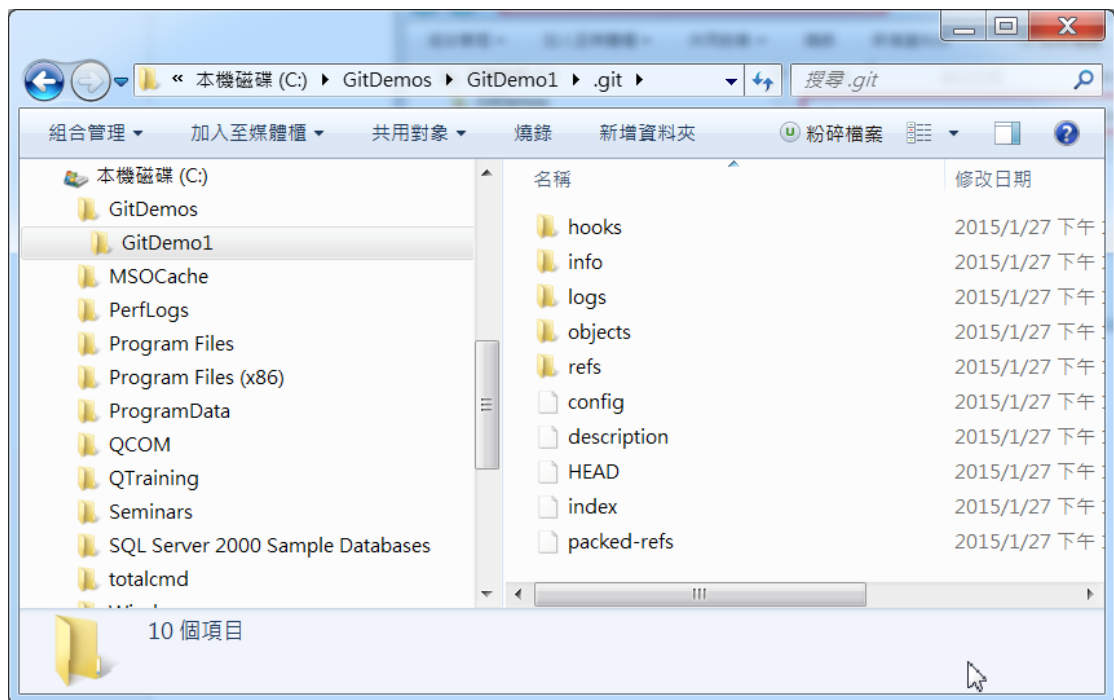 « 本機磁碟 (C:) ▸ GitDemos ▸ GitDemo1 ▸ .git ▸
搜尋 .git
組合管理 加入至媒體櫃 共用對象 燒錄 新增資料夾 粉碎檔案
本機磁碟 (C:)
GitDemos
GitDemo1
MSOCache
PerfLogs
Program Files
Program Files (x86)
ProgramData
QCOM
QTraining
Seminars
SQL Server 2000 Sample Databases
totalcmd
名稱 修改日期
hooks 2015/1/27 下午
info 2015/1/27 下午
logs 2015/1/27 下午
objects 2015/1/27 下午
refs 2015/1/27 下午
config 2015/1/27 下午
description 2015/1/27 下午
HEAD 2015/1/27 下午
index 2015/1/27 下午
packed-refs 2015/1/27 下午
10 個項目